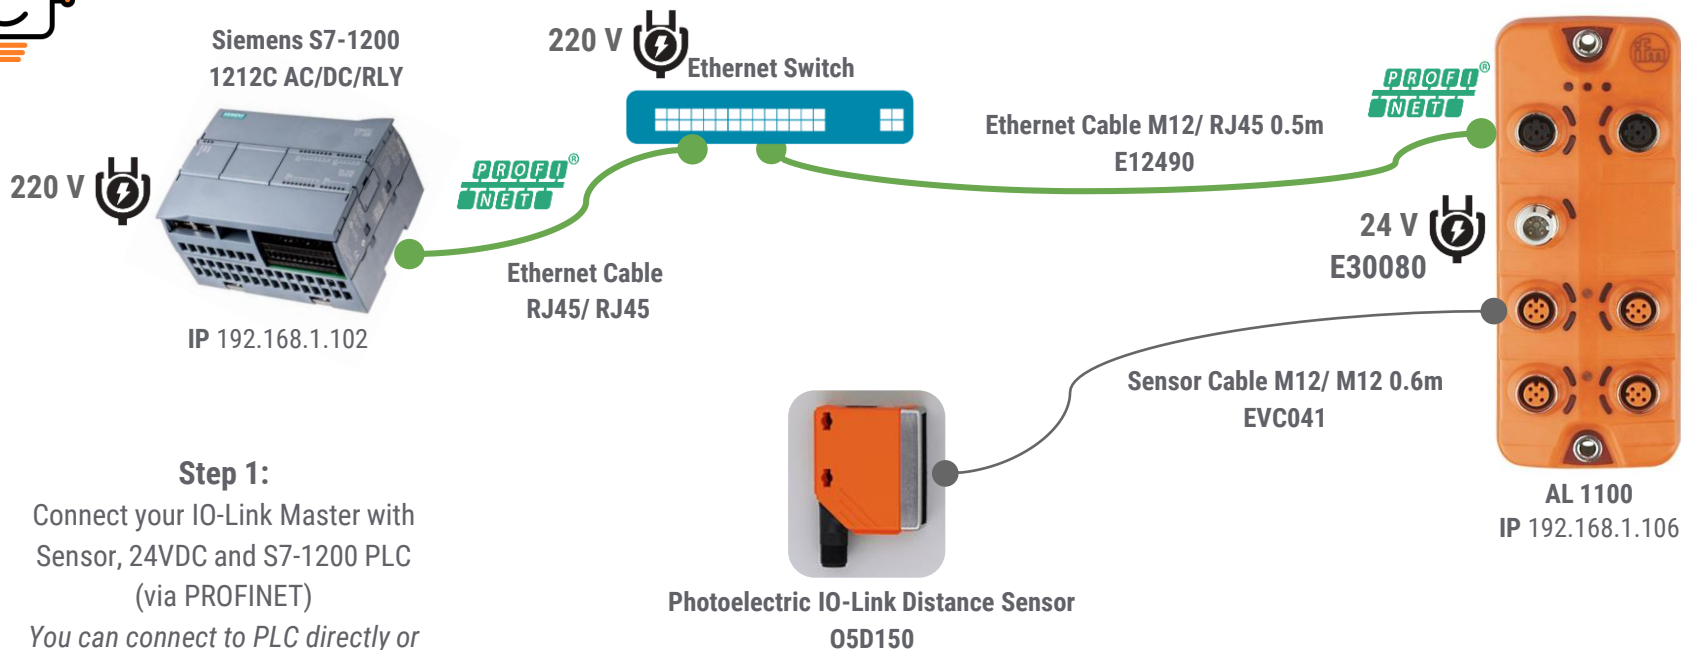 Siemens S7-1200
1212C AC/DC/RLY
220 V
IP 192.168.1.102
PROFI®
NET
Ethernet Cable
RJ45/ RJ45
220 V
Ethernet Switch
Ethernet Cable M12/ RJ45 0.5m
E12490
PROFI®
NET
24 V
E30080
ifm
Sensor Cable M12/ M12 0.6m
EVC041
AL 1100
IP 192.168.1.106
Photoelectric IO-Link Distance Sensor
O5D150
Step 1:
Connect your IO-Link Master with
Sensor, 24VDC and S7-1200 PLC
(via PROFINET)
You can connect to PLC directly or